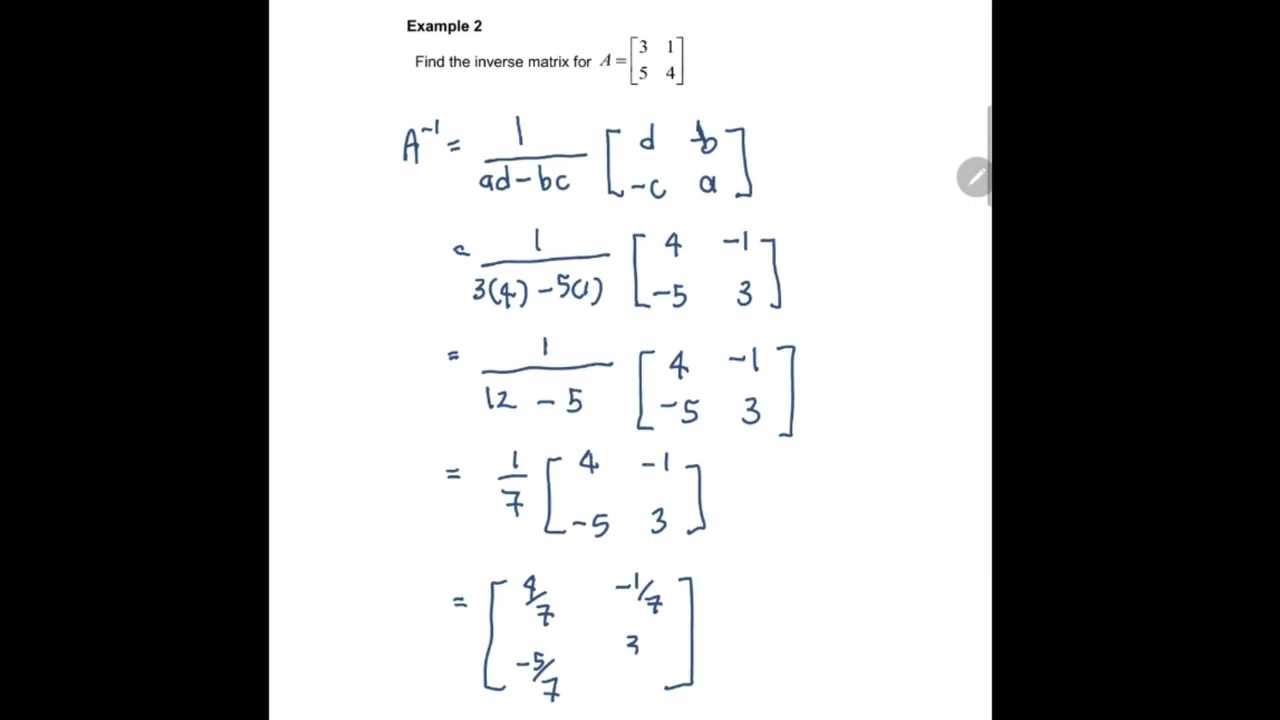 Example 2
Find the inverse matrix for A = [3 1; 5 4]
A⁻¹ = 1/(ad-bc) [d -b; -c a]
= 1/(3(4) - 5(1)) [4 -1; -5 3]
= 1/(12 - 5) [4 -1; -5 3]
= 1/7 [4 -1; -5 3]
= [4/7 -1/7; -5/7 3]